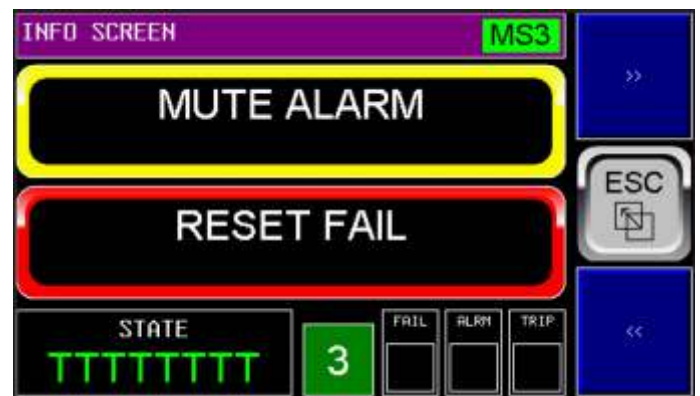 INFO SCREEN MS3
>>
MUTE ALARM
ESC
RESET FAIL
STATE
TTTTTTTT
3
FAIL ALRM TRIP
<<